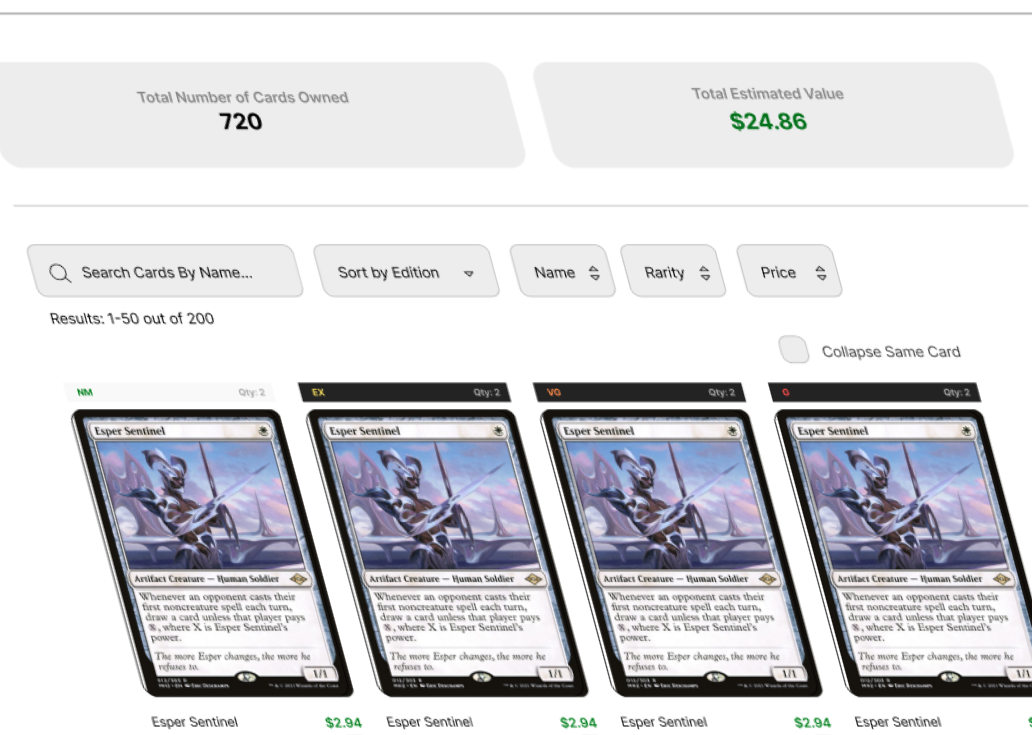 Total Number of Cards Owned
720
Total Estimated Value
$24.86
Search Cards By Name...
Sort by Edition
Name
Rarity
Price
Results: 1-50 out of 200
Collapse Same Card
NM Qty: 2
EX Qty: 2
VG Qty: 2
G Qty: 2
Esper Sentinel
Artifact Creature — Human Soldier
Whenever an opponent casts their
first noncreature spell each turn,
draw a card unless that player pays
, where X is Esper Sentinel's
power.
The more Esper changes, the more he
refuses to.
1/1
Esper Sentinel
Artifact Creature — Human Soldier
Whenever an opponent casts their
first noncreature spell each turn,
draw a card unless that player pays
, where X is Esper Sentinel's
power.
The more Esper changes, the more he
refuses to.
1/1
Esper Sentinel
Artifact Creature — Human Soldier
Whenever an opponent casts their
first noncreature spell each turn,
draw a card unless that player pays
, where X is Esper Sentinel's
power.
The more Esper changes, the more he
refuses to.
1/1
Esper Sentinel
Artifact Creature — Human Soldier
Whenever an opponent casts their
first noncreature spell each turn,
draw a card unless that player pays
, where X is Esper Sentinel's
power.
The more Esper changes, the more he
refuses to.
1/1
Esper Sentinel $2.94
Esper Sentinel $2.94
Esper Sentinel $2.94
Esper Sentinel